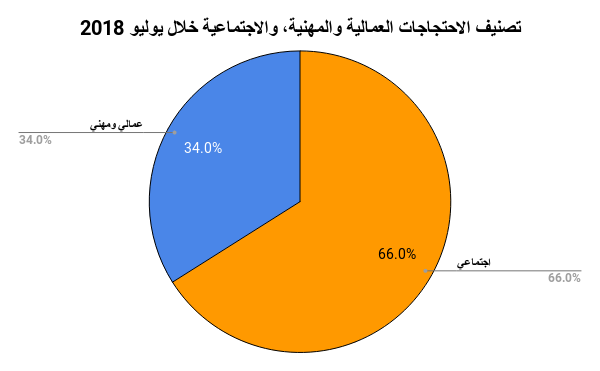 تصنيف الاحتجاجات العمالية والمهنية، والاجتماعية خلال يوليو 2018
عمالي ومهني
34.0%
34.0%
66.0%
اجتماعي
66.0%